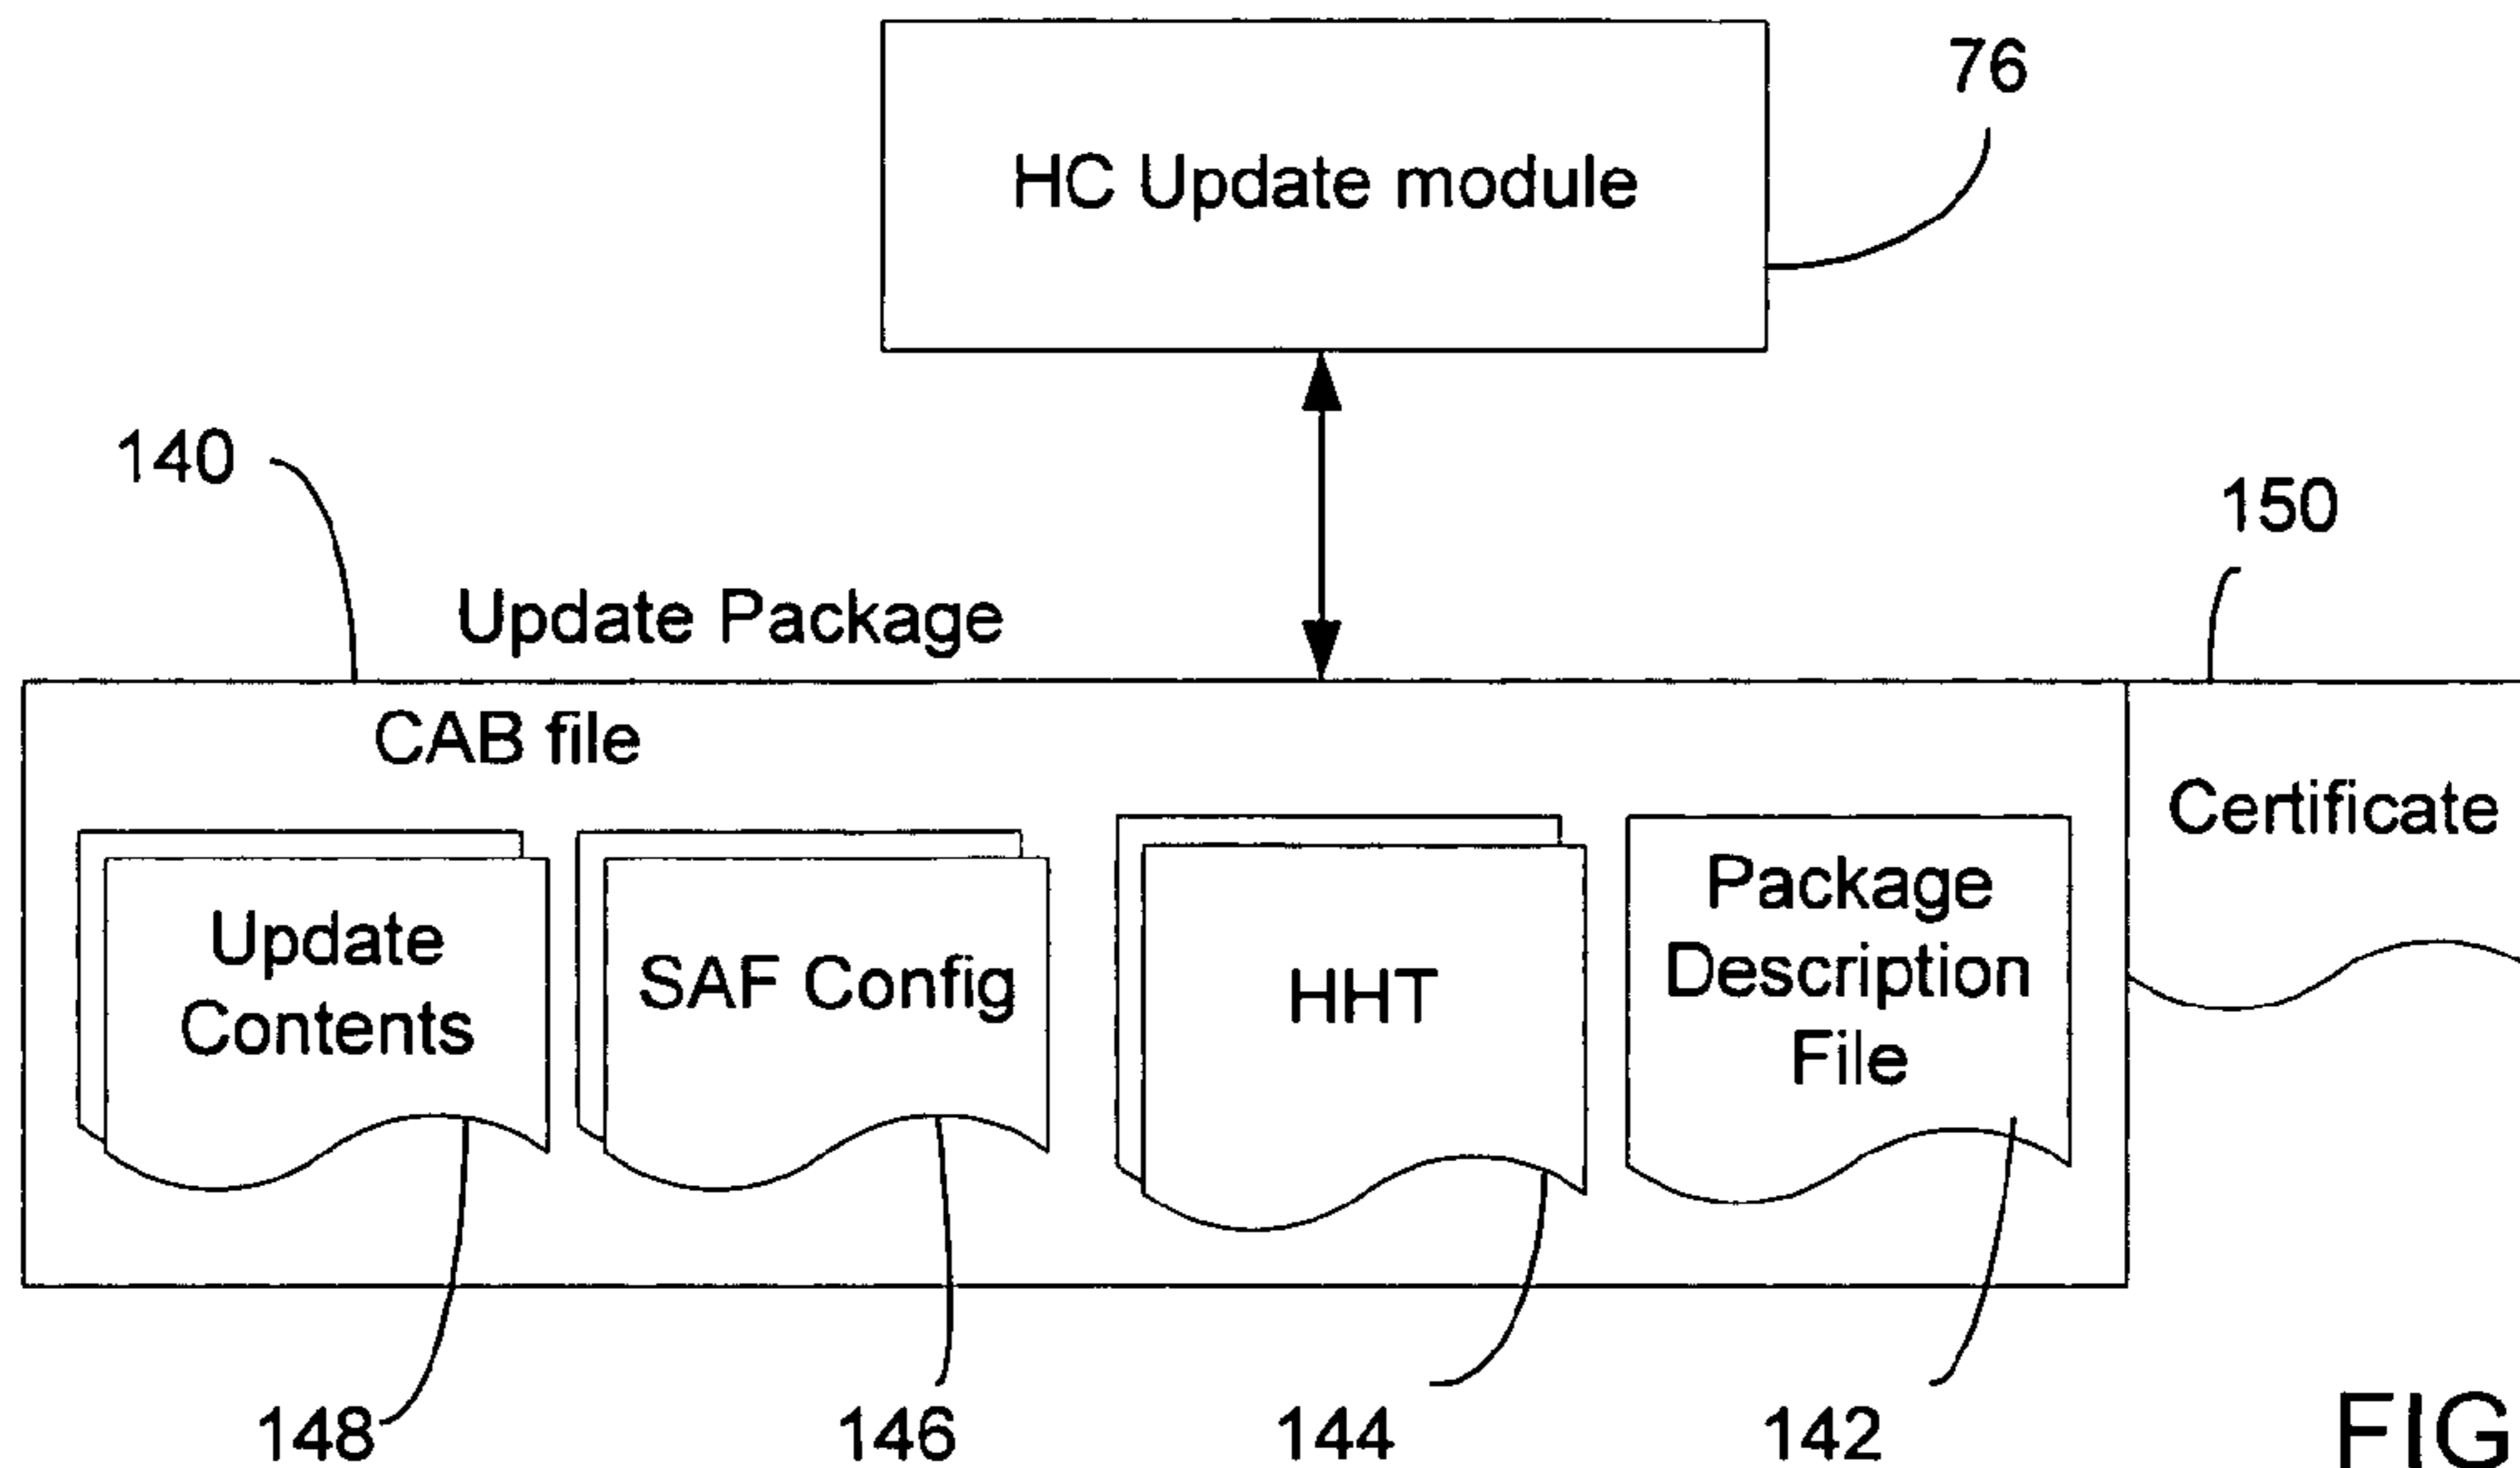 HC Update module
76
140
150
Update Package
CAB file
Certificate
Update
Contents
SAF Config
HHT
Package
Description
File
148
146
144
142
FIG